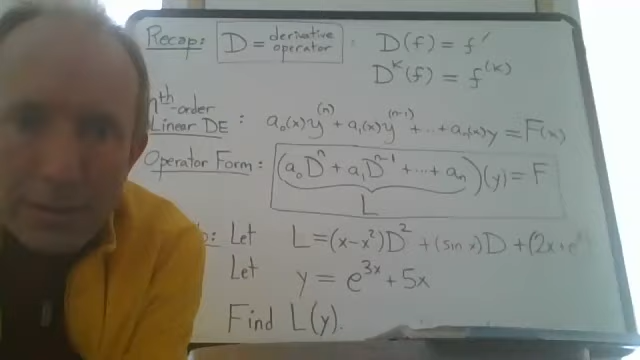 Recap: D = derivative operator D(f) = f'
D^k(f) = f^(k)
nth-order Linear DE: a₀(x)y^(n) + a₁(x)y^(n-1) + ... + aₙ(x)y = F(x)
Operator Form: (a₀D^n + a₁D^n-1 + ... + aₙ)(y) = F
L
Let L = (x-x²)D² + (sin x)D + (2x+e
Let y = e^3x + 5x
Find L(y).